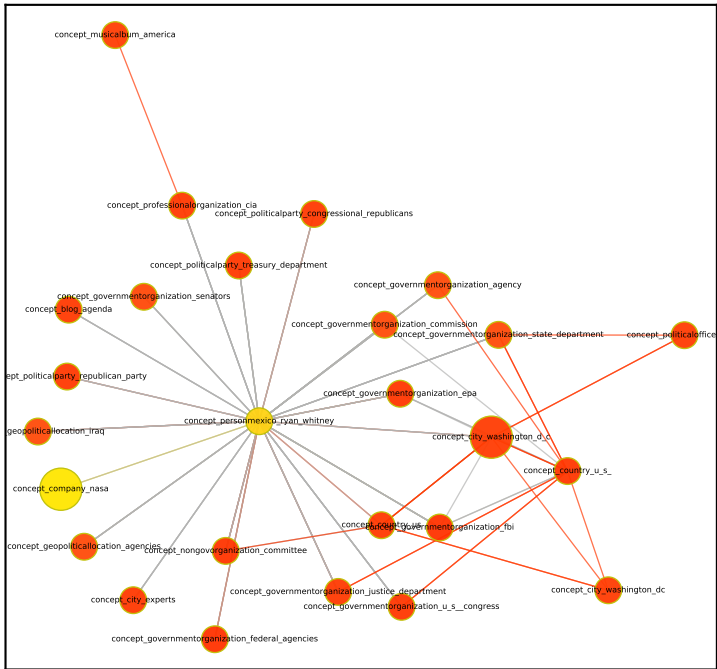 concept_musicalbum_america
concept_professionalorganization_cia
concept_politicalparty_congressional_republicans
concept_politicalparty_treasury_department
concept_governmentorganization_agency
concept_governmentorganization_senators
concept_blog_agenda
concept_governmentorganization_commission
concept_governmentorganization_state_department
concept_politicaloffice
ept_politicalparty_republican_party
concept_governmentorganization_epa
concept_personmexico_ryan_whitney
geopoliticallocation_iraq
concept_city_washington_d_c
concept_country_u_s_
concept_company_nasa
concept_country_us
concept_governmentorganization_fbi
concept_geopoliticallocation_agencies
concept_nongovorganization_committee
concept_governmentorganization_justice_department
concept_city_washington_dc
concept_city_experts
concept_governmentorganization_u_s__congress
concept_governmentorganization_federal_agencies